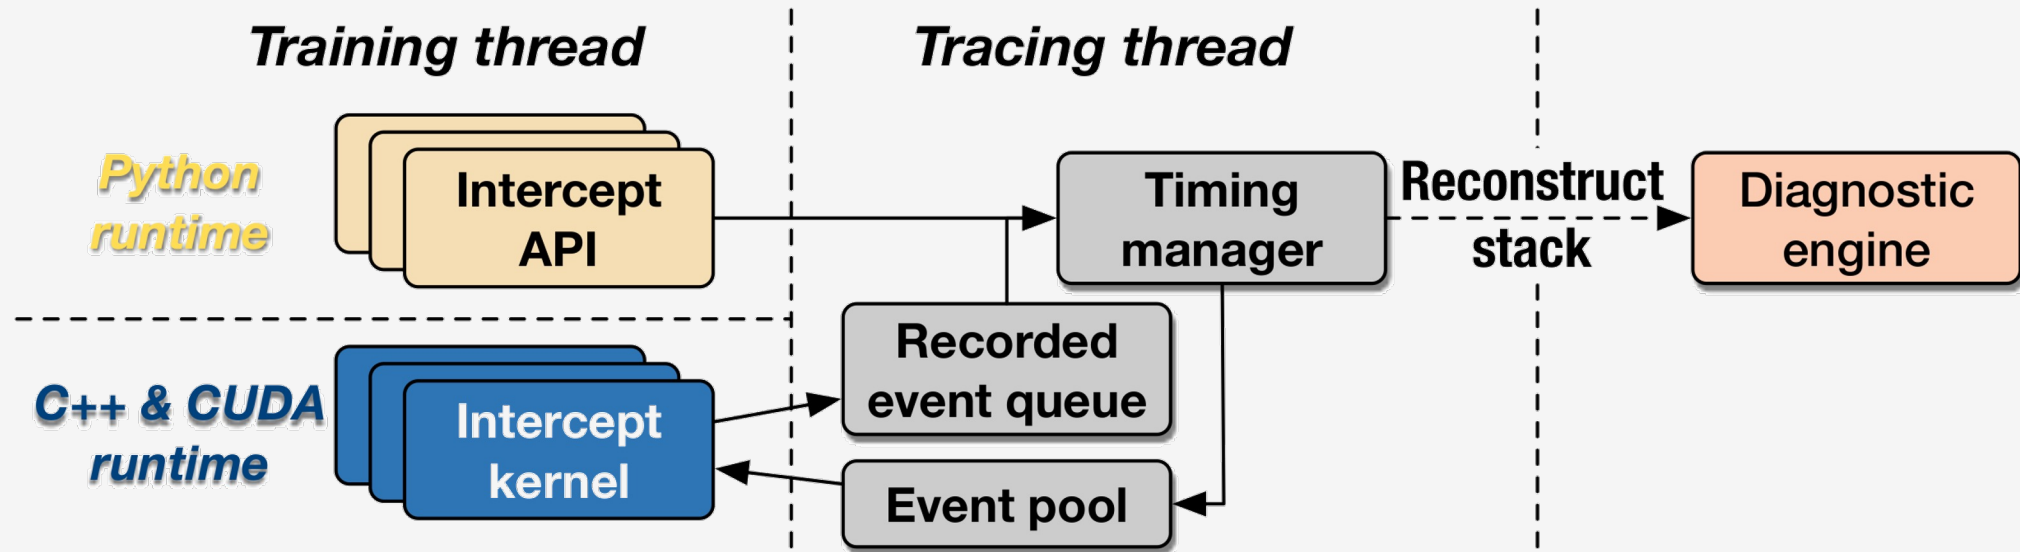 Training thread
Tracing thread
Python
runtime
Intercept
API
Timing
manager
Reconstruct
stack
Diagnostic
engine
C++ & CUDA
runtime
Intercept
kernel
Recorded
event queue
Event pool